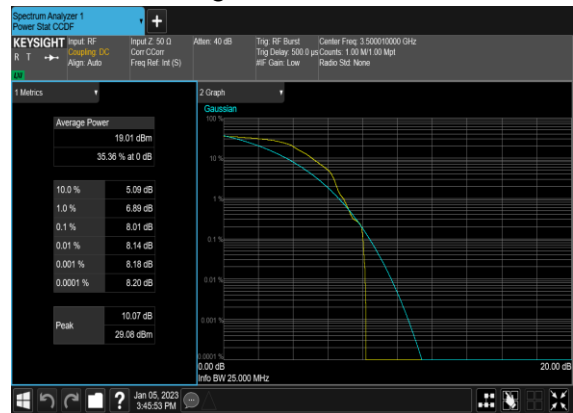 Spectrum Analyzer 1
Power Stat CCDF
KEYSIGHT
R T
LXI
Input: RF
Coupling: DC
Align: Auto
Input Z: 50 Ω
Corr CCorr
Freq Ref: Int (S)
Atten: 40 dB
Trig: RF Burst
Trig Delay: 500.0 µs
#IF Gain: Low
Center Freq: 3.500010000 GHz
Counts: 1.00 M/1.00 Mpt
Radio Std: None
1 Metrics
Average Power
19.01 dBm
35.36 % at 0 dB
10.0 % 5.09 dB
1.0 % 6.89 dB
0.1 % 8.01 dB
0.01 % 8.14 dB
0.001 % 8.18 dB
0.0001 % 8.20 dB
Peak
10.07 dB
29.08 dBm
2 Graph
Gaussian
100 %
10 %
1 %
0.1 %
0.01 %
0.001 %
0.0001 %
0.00 dB 20.00 dB
Info BW 25.000 MHz
Jan 05, 2023
3:45:53 PM